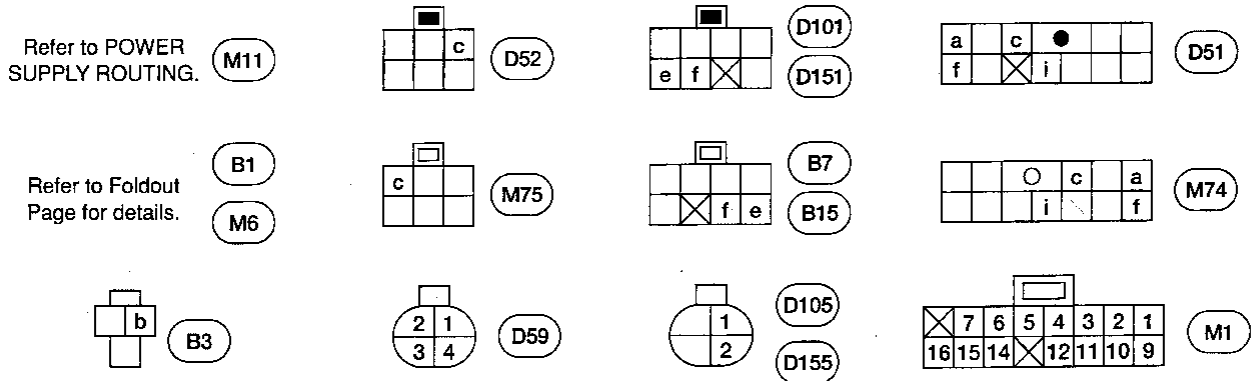 Refer to POWER
SUPPLY ROUTING.
M11
c
D52
e f
D101
D151
a c
f i
D51
Refer to Foldout
Page for details.
B1
M6
c
M75
f e
B7
B15
c a
i f
M74
b
B3
2 1
3 4
D59
1
2
D105
D155
7 6 5 4 3 2 1
16 15 14 12 11 10 9
M1